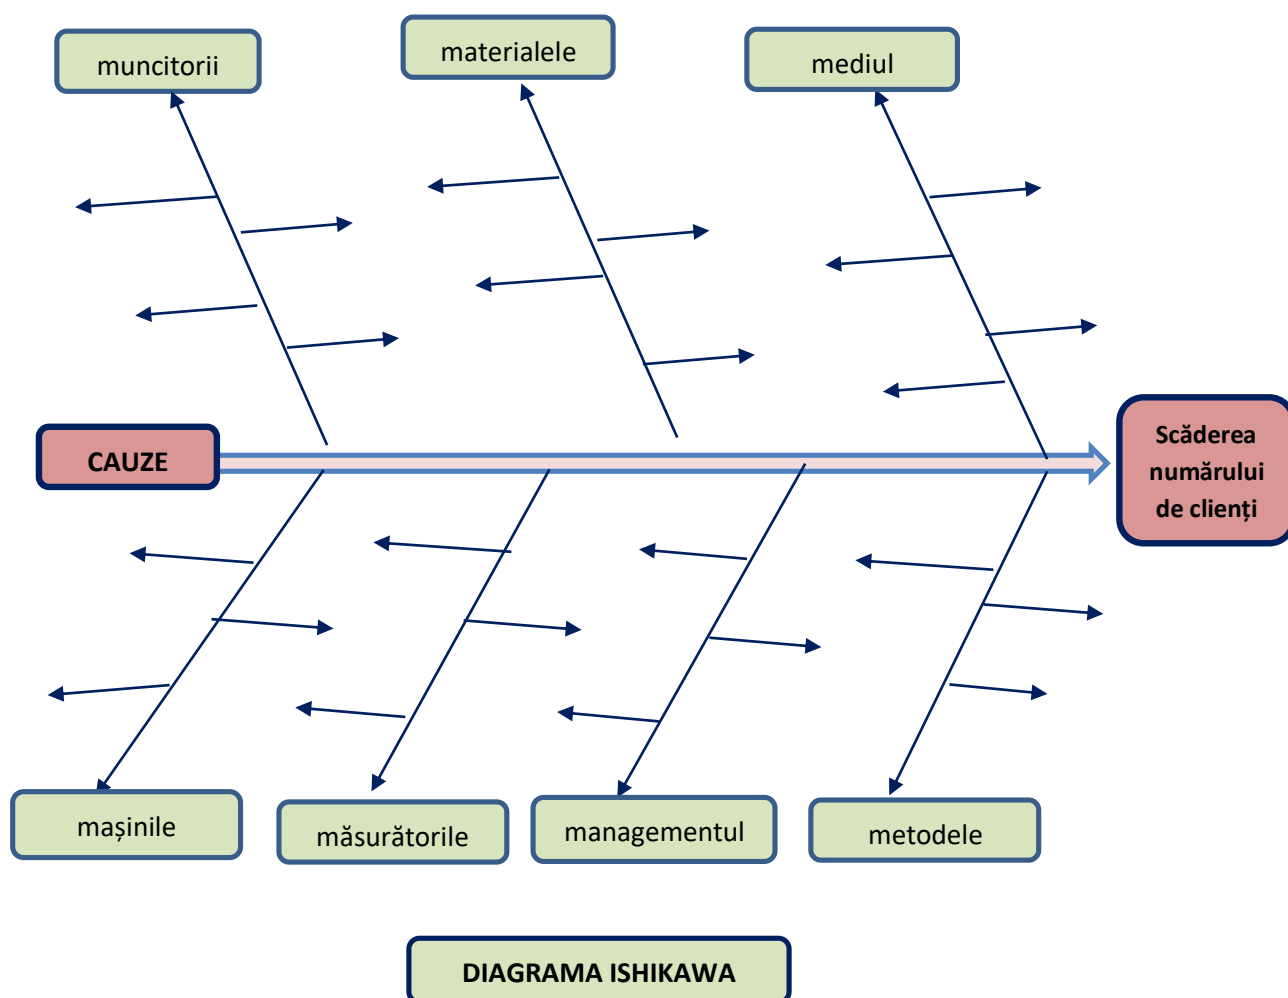 muncitorii
materialele
mediul
CAUZE
Scăderea
numărului
de clienți
mașinile
măsurătorile
managementul
metodele
DIAGRAMA ISHIKAWA